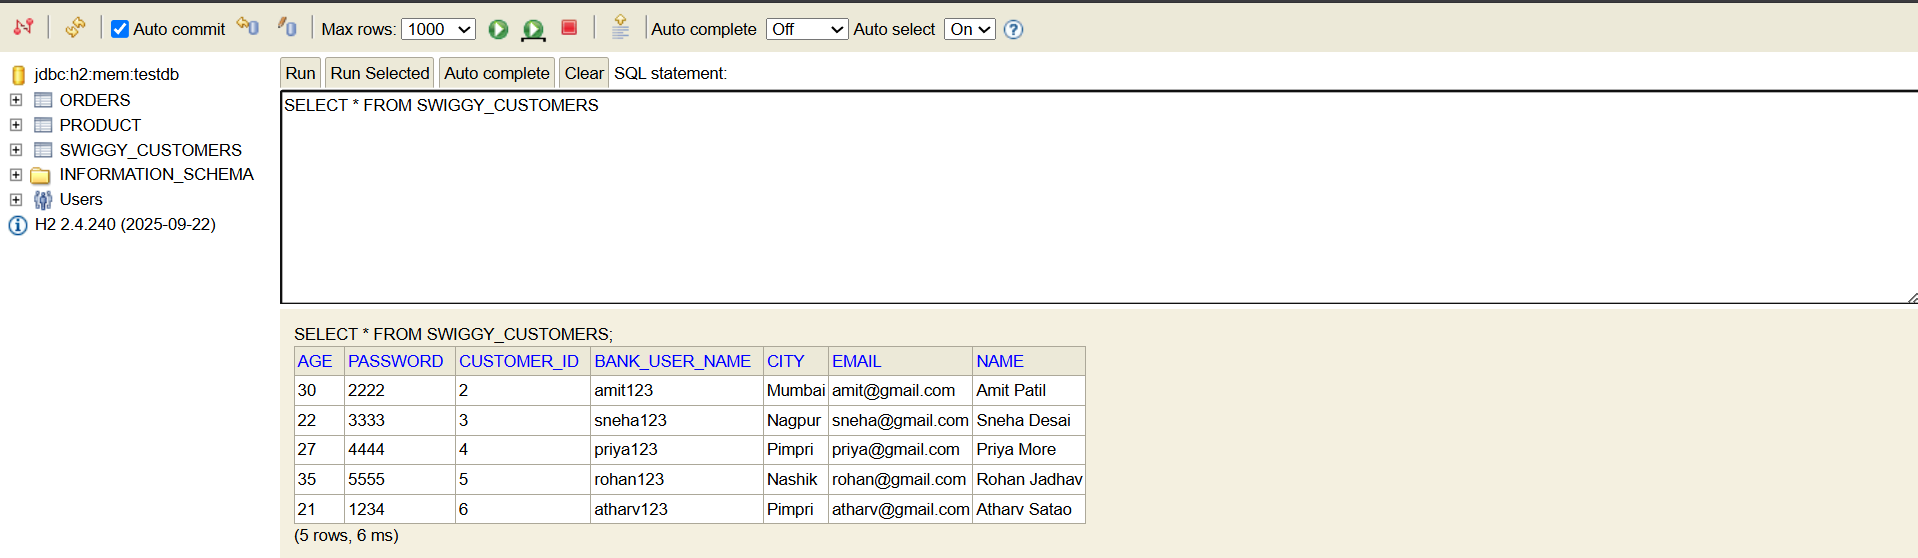 Auto commit Max rows: 1000 Auto complete Off Auto select On
jdbc:h2:mem:testdb
ORDERS
PRODUCT
SWIGGY_CUSTOMERS
INFORMATION_SCHEMA
Users
H2 2.4.240 (2025-09-22)
Run Run Selected Auto complete Clear SQL statement:
SELECT * FROM SWIGGY_CUSTOMERS
SELECT * FROM SWIGGY_CUSTOMERS;
AGE PASSWORD CUSTOMER_ID BANK_USER_NAME CITY EMAIL NAME
30 2222 2 amit123 Mumbai amit@gmail.com Amit Patil
22 3333 3 sneha123 Nagpur sneha@gmail.com Sneha Desai
27 4444 4 priya123 Pimpri priya@gmail.com Priya More
35 5555 5 rohan123 Nashik rohan@gmail.com Rohan Jadhav
21 1234 6 atharv123 Pimpri atharv@gmail.com Atharv Satao
(5 rows, 6 ms)